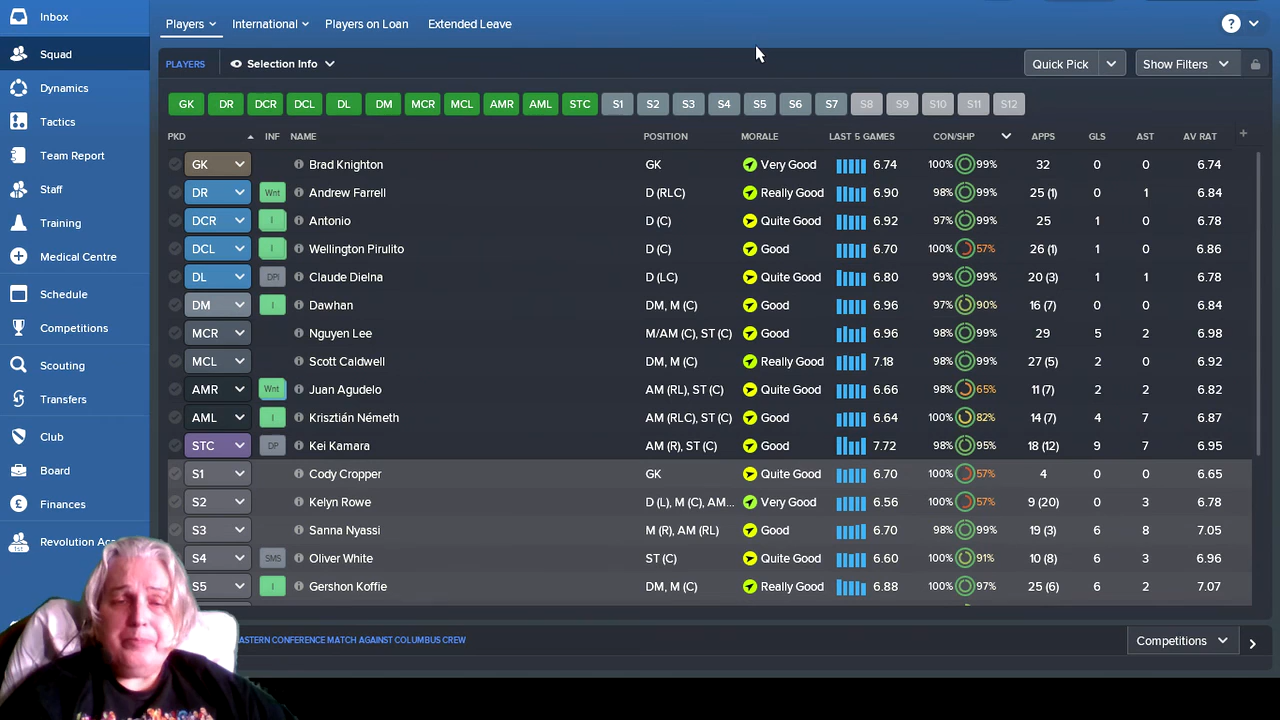 Inbox
Players International Players on Loan Extended Leave ?
Squad
PLAYERS Selection Info Quick Pick Show Filters
Dynamics
GK DR DCR DCL DL DM MCR MCL AMR AML STC S1 S2 S3 S4 S5 S6 S7 S8 S9 S10 S11 S12
Tactics
PKD INF NAME POSITION MORALE LAST 5 GAMES CON/SHP APPS GLS AST AV RAT +
Team Report
GK Brad Knighton GK Very Good 6.74 100% 99% 32 0 0 6.74
Staff
DR Wnt Andrew Farrell D (RLC) Really Good 6.90 98% 99% 25 (1) 0 1 6.84
Training
DCR I Antonio D (C) Quite Good 6.92 97% 99% 25 1 0 6.78
Medical Centre
DCL I Wellington Pirulito D (C) Good 6.70 100% 57% 26 (1) 1 0 6.86
DL DPI Claude Dielna D (LC) Quite Good 6.80 99% 99% 20 (3) 1 1 6.78
Schedule
DM I Dawhan DM, M (C) Good 6.96 97% 90% 16 (7) 0 0 6.84
Competitions
MCR Nguyen Lee M/AM (C), ST (C) Good 6.96 98% 99% 29 5 2 6.98
Scouting
MCL Scott Caldwell DM, M (C) Really Good 7.18 98% 99% 27 (5) 2 0 6.92
Transfers
AMR Wnt Juan Agudelo AM (RL), ST (C) Quite Good 6.66 98% 65% 11 (7) 2 2 6.82
AML I Krisztián Németh AM (RLC), ST (C) Good 6.64 100% 82% 14 (7) 4 7 6.87
Club
STC DP Kei Kamara AM (R), ST (C) Good 7.72 98% 95% 18 (12) 9 7 6.95
Board
S1 Cody Cropper GK Quite Good 6.70 100% 57% 4 0 0 6.65
Finances
S2 Kelyn Rowe D (L), M (C), AM... Very Good 6.56 100% 57% 9 (20) 0 3 6.78
S3 Sanna Nyassi M (R), AM (RL) Good 6.70 98% 99% 19 (3) 6 8 7.05
1st Revolution Ac
S4 SMS Oliver White ST (C) Quite Good 6.60 100% 91% 10 (8) 6 3 6.96
S5 I Gershon Koffie DM, M (C) Really Good 6.88 100% 97% 25 (6) 6 2 7.07
ASTERN CONFERENCE MATCH AGAINST COLUMBUS CREW Competitions